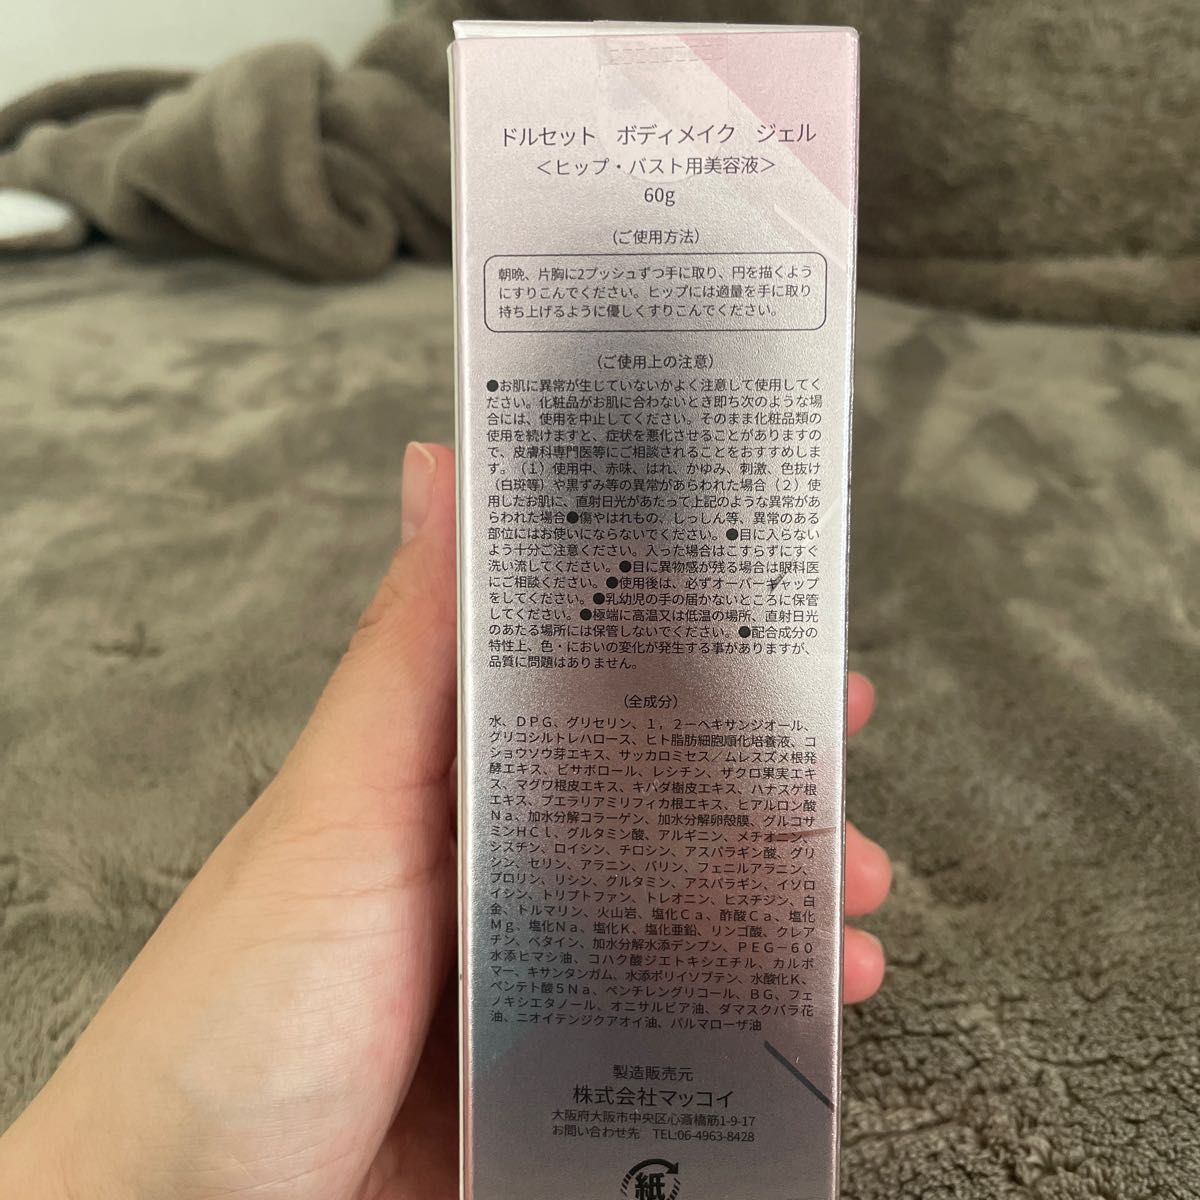 ドルセット　ボディメイク　ジェル
＜ヒップ・バスト用美容液＞
60g
（ご使用方法）
朝晩、片胸に2プッシュずつ手に取り、円を描くよう
にすりこんでください。ヒップには適量を手に取り
持ち上げるように優しくすりこんでください。
（ご使用上の注意）
●お肌に異常が生じていないかよく注意して使用してく
ださい。化粧品がお肌に合わないとき即ち次のような場
合には、使用を中止してください。そのまま化粧品類の
使用を続けますと、症状を悪化させることがありますの
で、皮膚科専門医等にご相談されることをおすすめしま
す。（１）使用中、赤味、はれ、かゆみ、刺激、色抜け
（白斑等）や黒ずみ等の異常があらわれた場合（２）使
用したお肌に、直射日光があたって上記のような異常があ
らわれた場合●傷やはれもの、しっしん等、異常のある
部位にはお使いにならないでください。●目に入らない
よう十分ご注意ください。入った場合はこすらずにすぐ
洗い流してください。●目に異物感が残る場合は眼科医
にご相談ください。●使用後は、必ずオーバーキャップ
をしてください。●乳幼児の手の届かないところに保管
してください。●極端に高温又は低温の場所、直射日光
のあたる場所には保管しないでください。●配合成分の
特性上、色・においの変化が発生する事がありますが、
品質に問題はありません。
（全成分）
水、ＤＰＧ、グリセリン、１，２－ヘキサンジオール、
グリコシルトレハロース、ヒト脂肪細胞順化培養液、コ
ショウソウ芽エキス、サッカロミセス／ムレスズメ根発
酵エキス、ビサボロール、レシチン、ザクロ果実エキ
ス、マグワ根皮エキス、キハダ樹皮エキス、ハナスゲ根
エキス、プエラリアミリフィカ根エキス、ヒアルロン酸
Ｎａ、加水分解コラーゲン、加水分解卵殻膜、グルコサ
ミンＨＣｌ、グルタミン酸、アルギニン、メチオニン、
シスチン、ロイシン、チロシン、アスパラギン酸、グリ
シン、セリン、アラニン、バリン、フェニルアラニン、
プロリン、リシン、グルタミン、アスパラギン、イソロ
イシン、トリプトファン、トレオニン、ヒスチジン、白
金、トルマリン、火山岩、塩化Ｃａ、酢酸Ｃａ、塩化
Ｍｇ、塩化Ｎａ、塩化Ｋ、塩化亜鉛、リンゴ酸、クレア
チン、ベタイン、加水分解水添デンプン、ＰＥＧ－６０
水添ヒマシ油、コハク酸ジエトキシエチル、カルボ
マー、キサンタンガム、水添ポリイソブテン、水酸化Ｋ、
ペンテト酸５Ｎａ、ペンチレングリコール、ＢＧ、フェ
ノキシエタノール、オニサルビア油、ダマスクバラ花
油、ニオイテンジクアオイ油、パルマローザ油
製造販売元
株式会社マッコイ
大阪府大阪市中央区心斎橋筋1-9-17
お問い合わせ先　TEL:06-4963-8428
紙